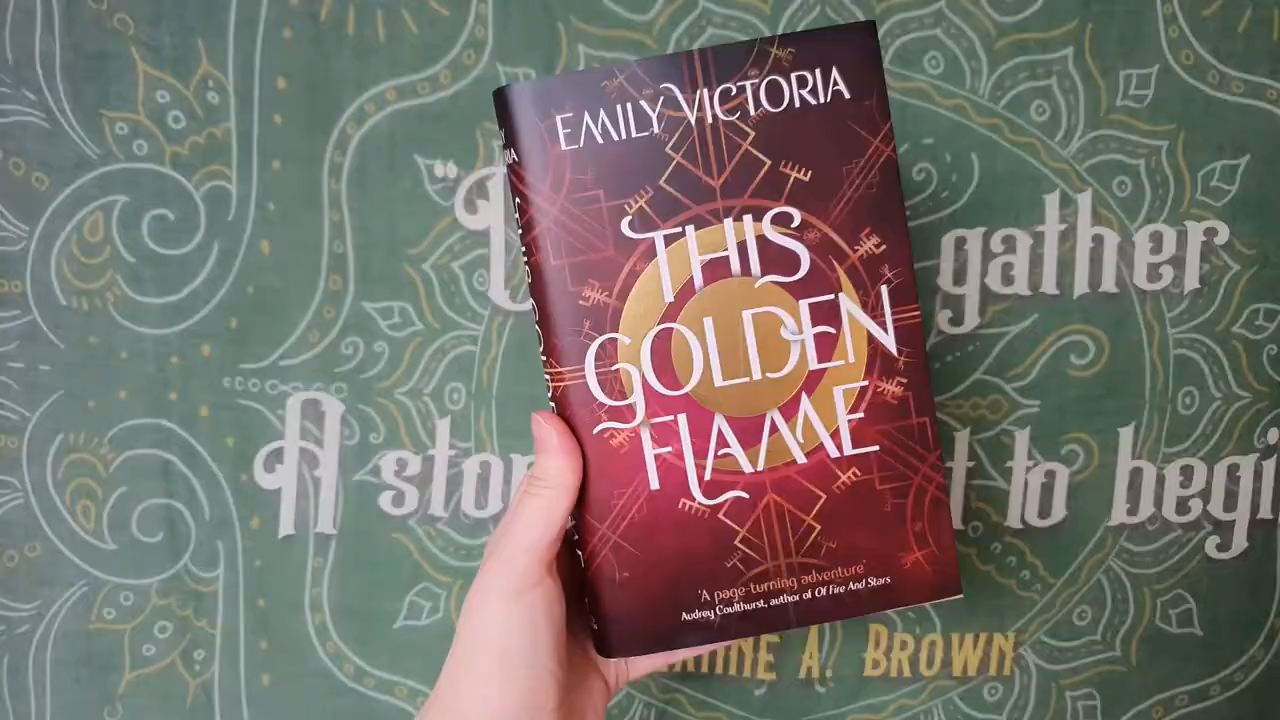 EMILY VICTORIA
THIS
GOLDEN
FLAME
'A page-turning adventure'
Audrey Coulthurst, author of Of Fire And Stars
gather
A
to begi
A. BROWN